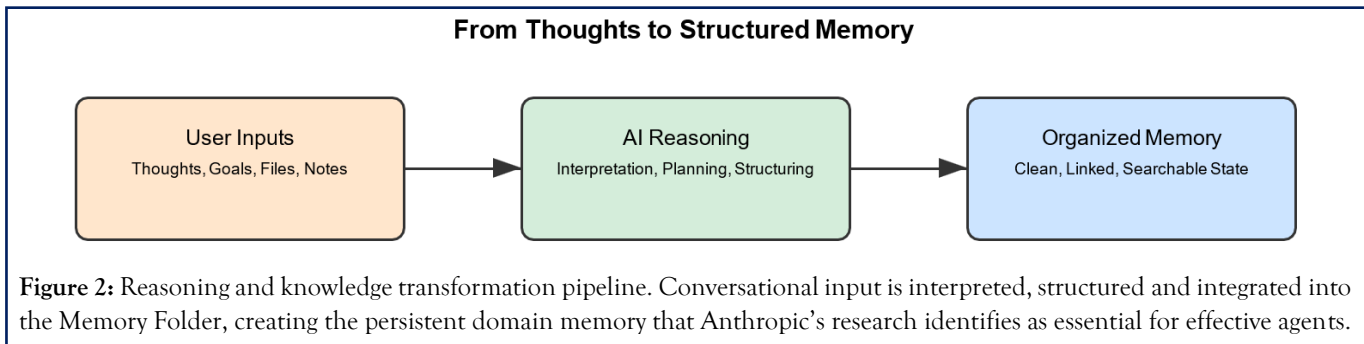 From Thoughts to Structured Memory
User Inputs
Thoughts, Goals, Files, Notes
AI Reasoning
Interpretation, Planning, Structuring
Organized Memory
Clean, Linked, Searchable State
Figure 2: Reasoning and knowledge transformation pipeline. Conversational input is interpreted, structured and integrated into
the Memory Folder, creating the persistent domain memory that Anthropic’s research identifies as essential for effective agents.